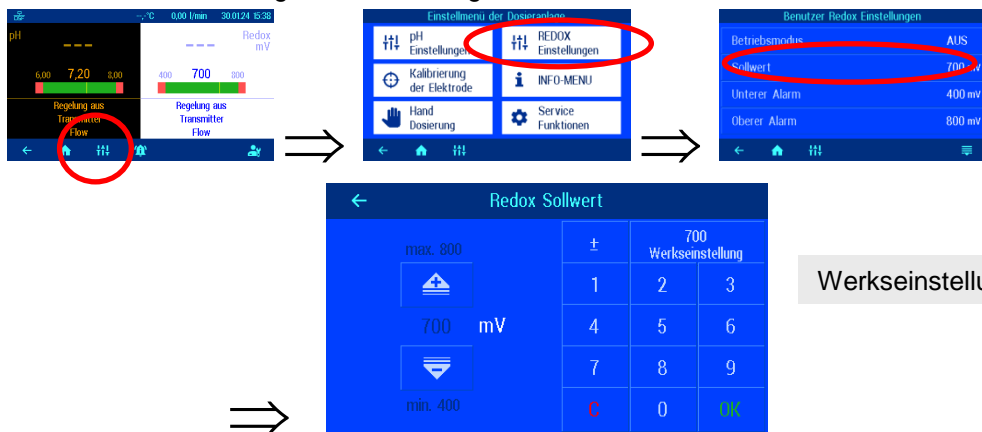 -,-°C 0,00 l/min 30.01.24 15:38
pH
---
6,00 7,20 8,00
Regelung aus
Transmitter
Flow
Redox
mV
---
400 700 800
Regelung aus
Transmitter
Flow
Einstellmenü der Dosieranlage
pH
Einstellungen
REDOX
Einstellungen
Kalibrierung
der Elektrode
INFO-MENU
Hand
Dosierung
Service
Funktionen
Benutzer Redox Einstellungen
Betriebsmodus AUS
Sollwert 700 mV
Unterer Alarm 400 mV
Oberer Alarm 800 mV
Redox Sollwert
max. 800
700 mV
min. 400
± 700
Werkseinstellung
1 2 3
4 5 6
7 8 9
C 0 OK
Werkseinstellu